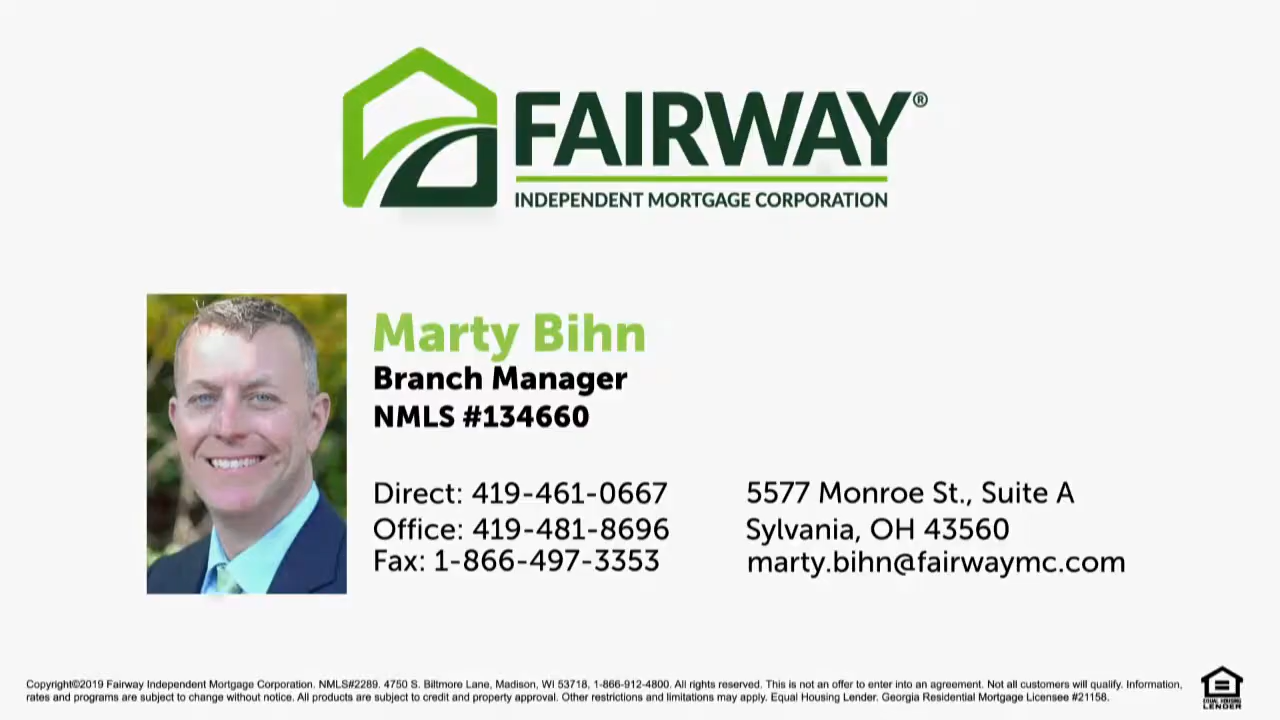 FAIRWAY®
INDEPENDENT MORTGAGE CORPORATION
Marty Bihn
Branch Manager
NMLS #134660
Direct: 419-461-0667
Office: 419-481-8696
Fax: 1-866-497-3353
5577 Monroe St., Suite A
Sylvania, OH 43560
marty.bihn@fairwaymc.com
Copyright©2019 Fairway Independent Mortgage Corporation. NMLS#2289. 4750 S. Biltmore Lane, Madison, WI 53718, 1-866-912-4800. All rights reserved. This is not an offer to enter into an agreement. Not all customers will qualify. Information,
rates and programs are subject to change without notice. All products are subject to credit and property approval. Other restrictions and limitations may apply. Equal Housing Lender. Georgia Residential Mortgage Licensee #21158.
EQUAL HOUSING
LENDER